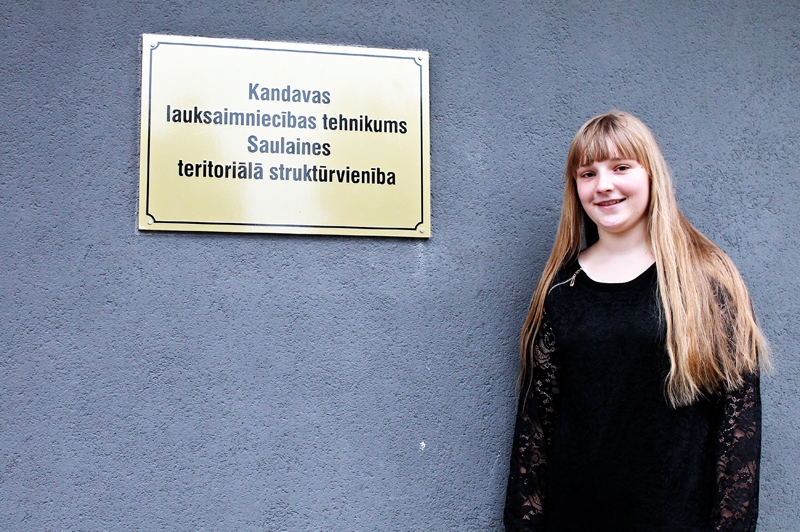 Kandavas
lauksaimniecības tehnikums
Saulaines
teritoriālā struktūrvienība